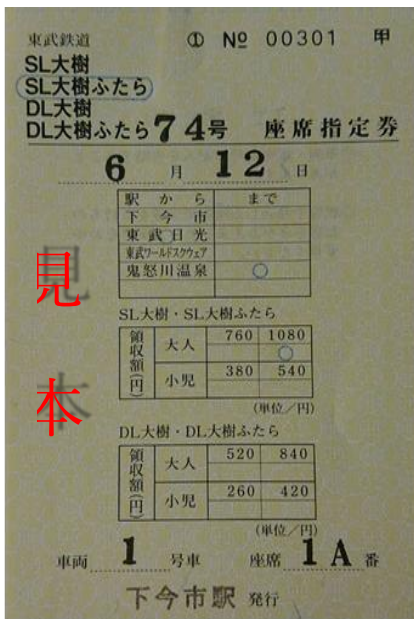 東武鉄道 ① № 00301 甲
SL大樹
SL大樹ふたら
DL大樹
DL大樹ふたら74号 座席指定券
6月12日
駅から まで
下今市
東武日光
東武ワールドスクウェア
鬼怒川温泉 ○
見本
SL大樹・SL大樹ふたら
領収額(円) 大人 760 1080
○
小児 380 540
(単位/円)
DL大樹・DL大樹ふたら
領収額(円) 大人 520 840
小児 260 420
(単位/円)
車両 1号車 座席 1A番
下今市駅 発行